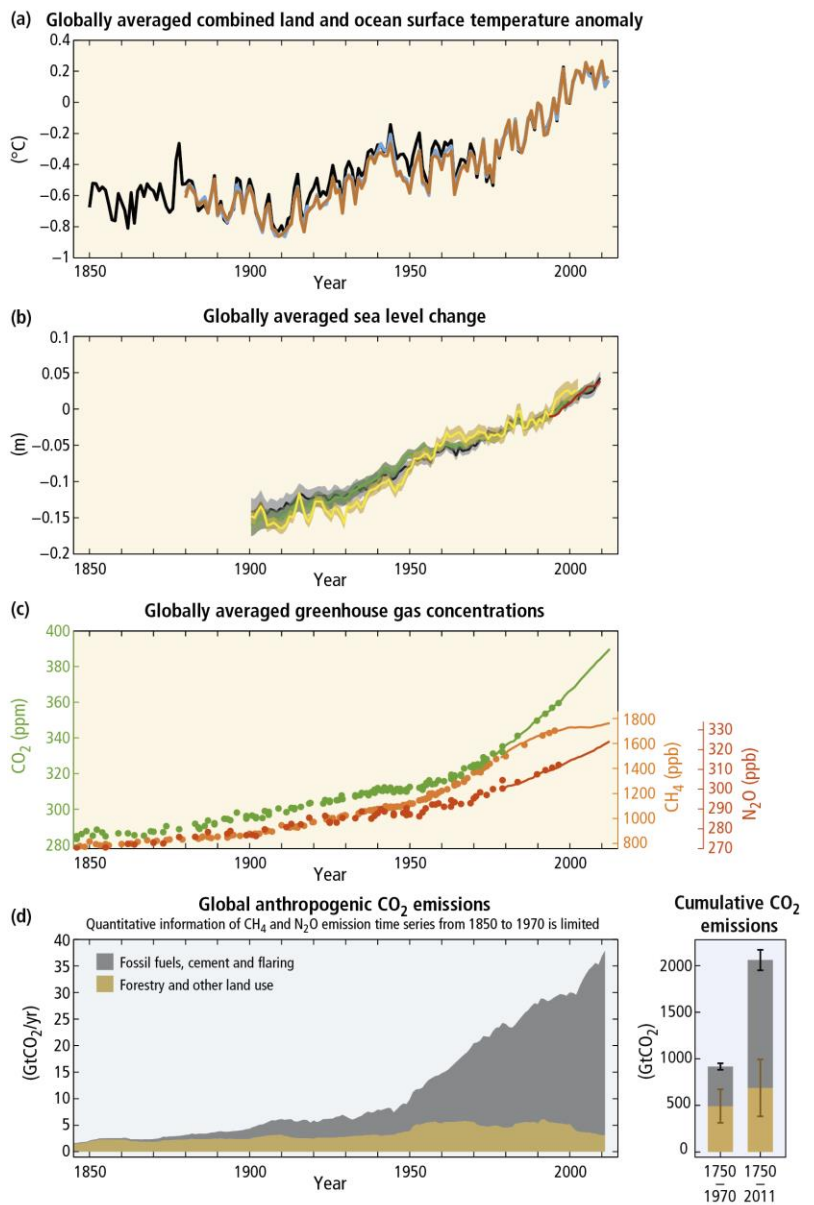 (a) Globally averaged combined land and ocean surface temperature anomaly
0.4
0.2
0
−0.2
−0.4
−0.6
−0.8
−1
(°C)
1850 1900 1950 2000
Year
(b) Globally averaged sea level change
0.1
0.05
0
−0.05
−0.1
−0.15
−0.2
(m)
1850 1900 1950 2000
Year
(c) Globally averaged greenhouse gas concentrations
400
380
360
340
320
300
280
CO₂ (ppm)
1800
1600
1400
1200
1000
800
CH₄ (ppb)
330
320
310
300
290
280
270
N₂O (ppb)
1850 1900 1950 2000
Year
(d) Global anthropogenic CO₂ emissions
Quantitative information of CH₄ and N₂O emission time series from 1850 to 1970 is limited
40
35
30
25
20
15
10
5
0
(GtCO₂/yr)
Fossil fuels, cement and flaring
Forestry and other land use
1850 1900 1950 2000
Year
Cumulative CO₂
emissions
2000
1500
1000
500
0
(GtCO₂)
1750 1750
– –
1970 2011